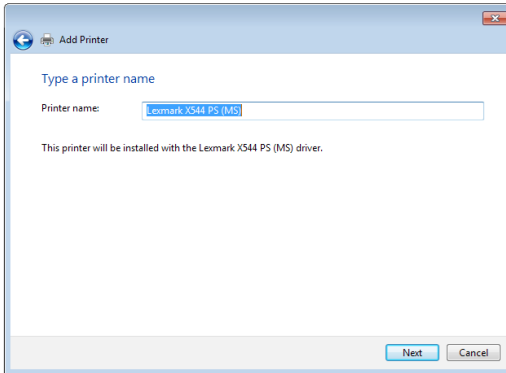 Add Printer
Type a printer name
Printer name: Lexmark X544 PS (MS)
This printer will be installed with the Lexmark X544 PS (MS) driver.
Next Cancel